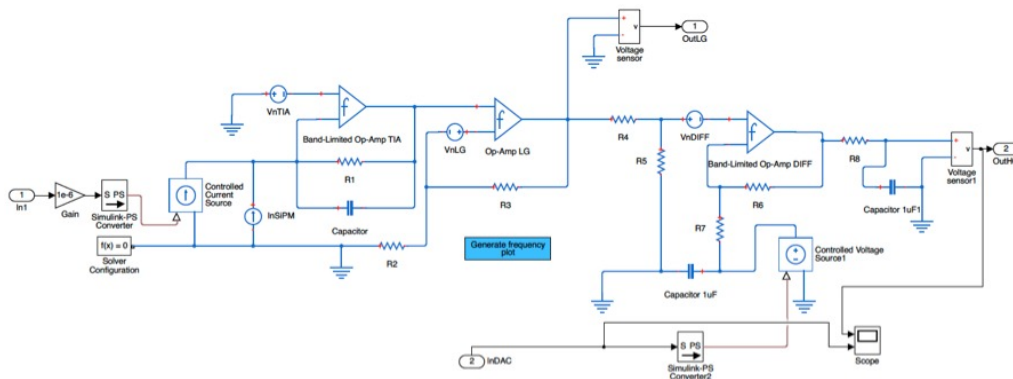 Voltage
sensor
1
OutLG
VnTIA
Band-Limited Op-Amp TIA
VnLG
Op-Amp LG
R4
VnDIFF
Band-Limited Op-Amp DIFF
R8
R5
v
Voltage
sensor1
2
1
In1
1e-6
Gain
S PS
Simulink-PS
Converter
Controlled
Current
Source
R1
InSiPM
R3
Capacitor
R6
Capacitor 1uF1
R7
f(x) = 0
Solver
Configuration
R2
Generate frequency
plot
Controlled Voltage
Source1
Capacitor 1uF
2
InDAC
S PS
Simulink-PS
Converter2
Scope